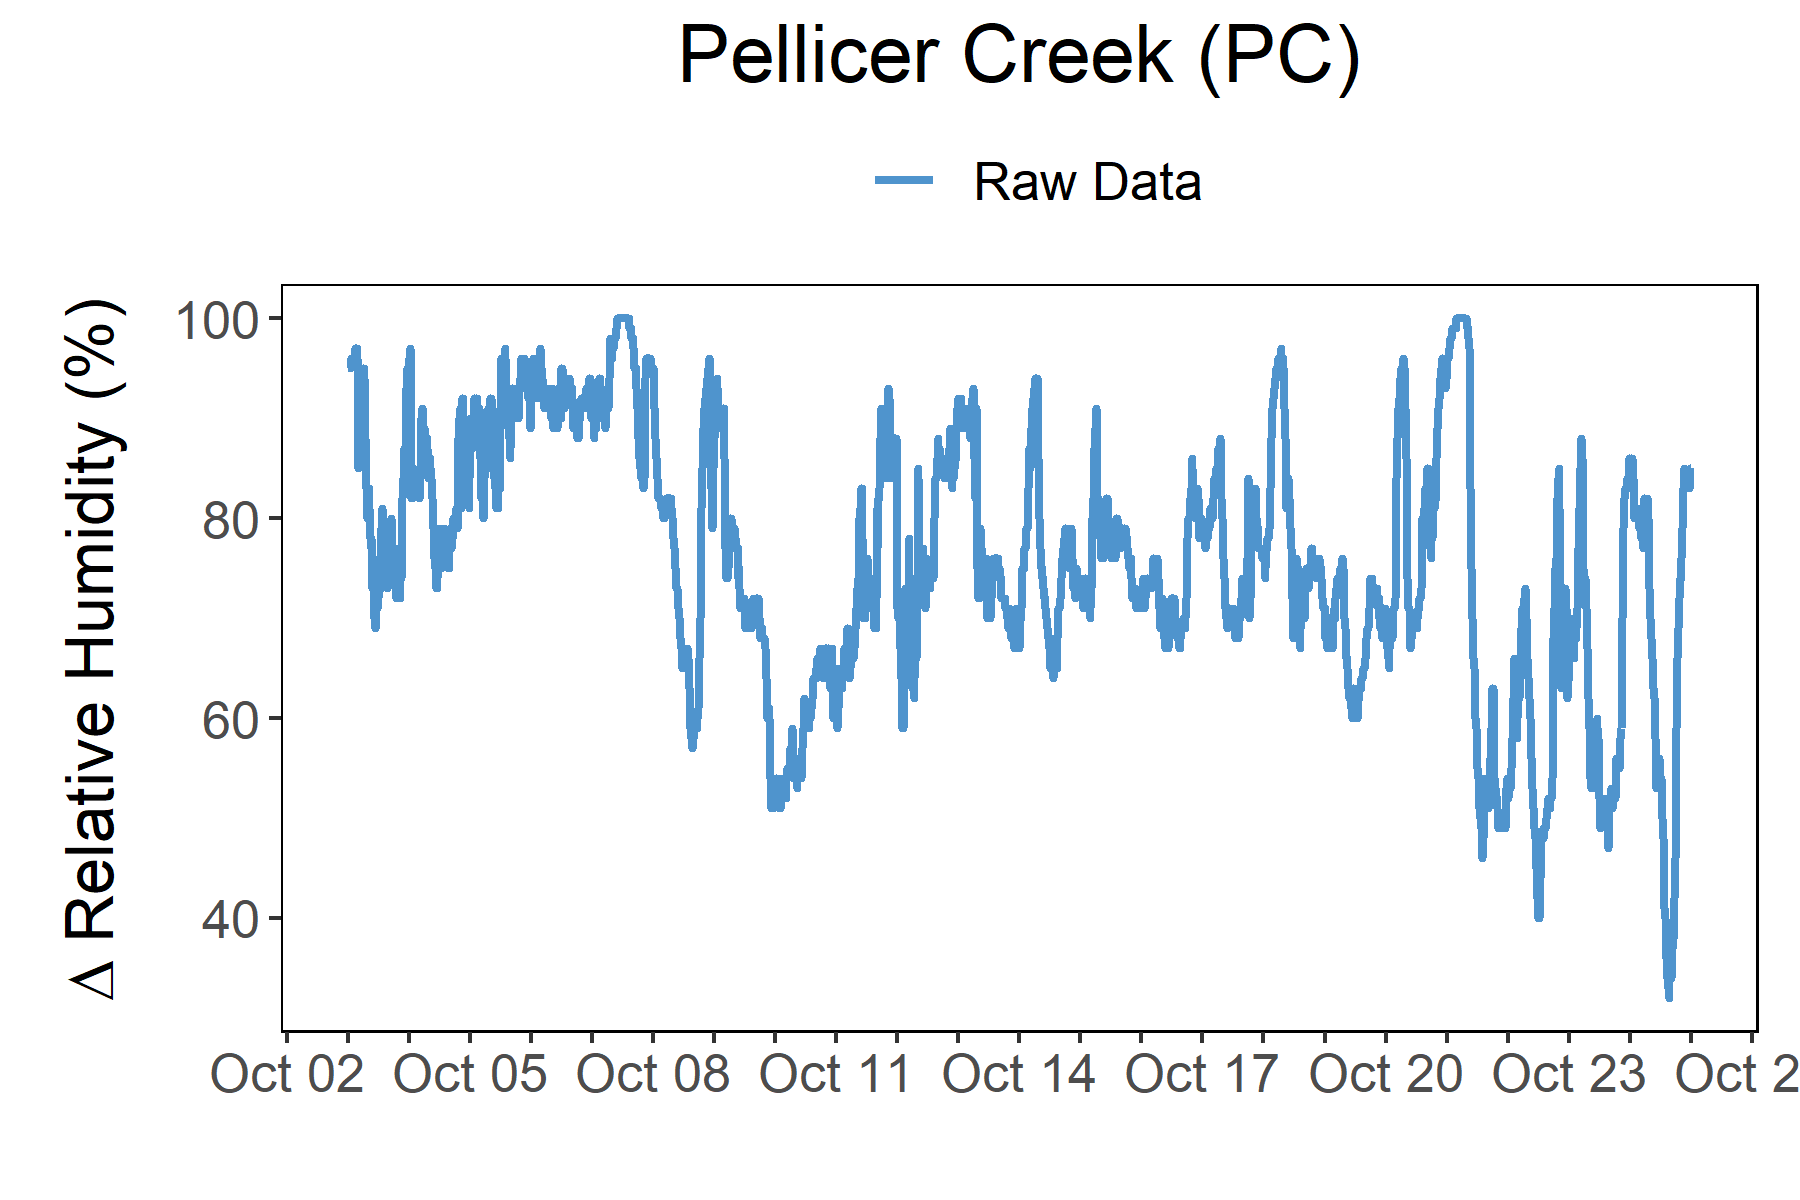 Pellicer Creek (PC)
Raw Data
Δ Relative Humidity (%)
100
80
60
40
Oct 02 Oct 05 Oct 08 Oct 11 Oct 14 Oct 17 Oct 20 Oct 23 Oct 2